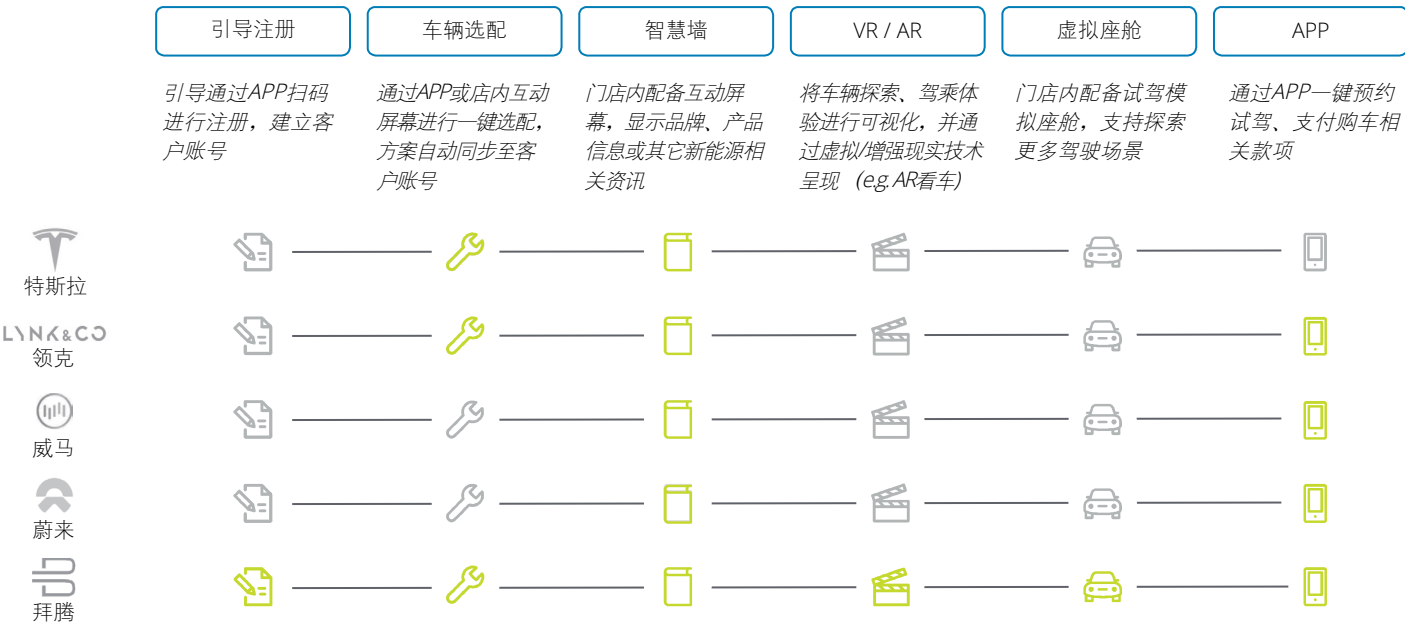 引导注册
车辆选配
智慧墙
VR / AR
虚拟座舱
APP
引导通过APP扫码
进行注册，建立客
户账号
通过APP或店内互动
屏幕进行一键选配，
方案自动同步至客
户账号
门店内配备互动屏
幕，显示品牌、产品
信息或其它新能源相
关资讯
将车辆探索、驾乘体
验进行可视化，并通
过虚拟/增强现实技术
呈现 （e.g. AR看车)
门店内配备试驾模
拟座舱，支持探索
更多驾驶场景
通过APP一键预约
试驾、支付购车相
关款项
特斯拉
LYNK&CO
领克
威马
蔚来
拜腾